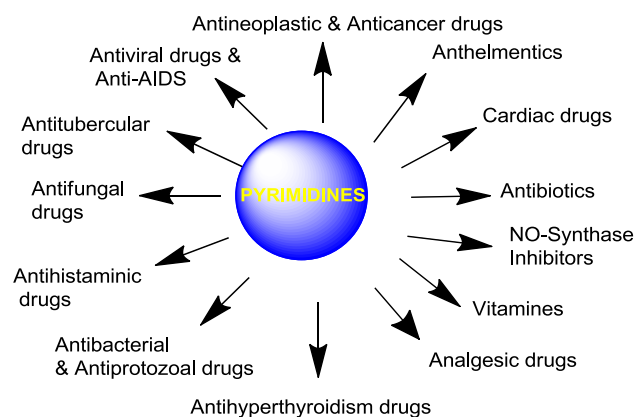 Antineoplastic & Anticancer drugs
Antiviral drugs &
Anti-AIDS
Anthelmentics
Antitubercular
drugs
Cardiac drugs
Antifungal
drugs
PYRIMIDINES
Antibiotics
NO-Synthase
Inhibitors
Antihistaminic
drugs
Vitamines
Antibacterial
& Antiprotozoal drugs
Analgesic drugs
Antihyperthyroidism drugs